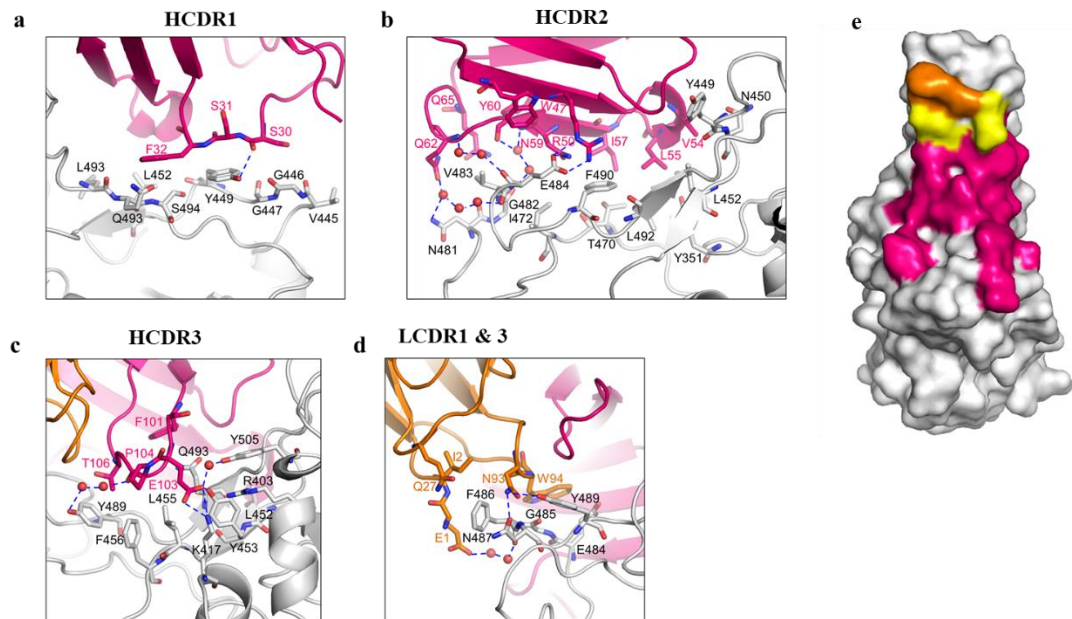 a
HCDR1
S31
S30
F32
L493
L452
Y449
G446
Q493
S494
G447
V445
b
HCDR2
Q65
Y60
W47
Y449
N450
Q62
N59
R50
I57
V54
L55
V483
E484
F490
L452
G482
I472
N481
T470
L492
Y351
e
c
HCDR3
F101
Y505
T106
P104
Q493
E103
R403
Y489
L455
L452
F456
Y453
K417
d
LCDR1 & 3
I2
Q27
N93
W94
F486
Y489
N487
G485
E1
E484